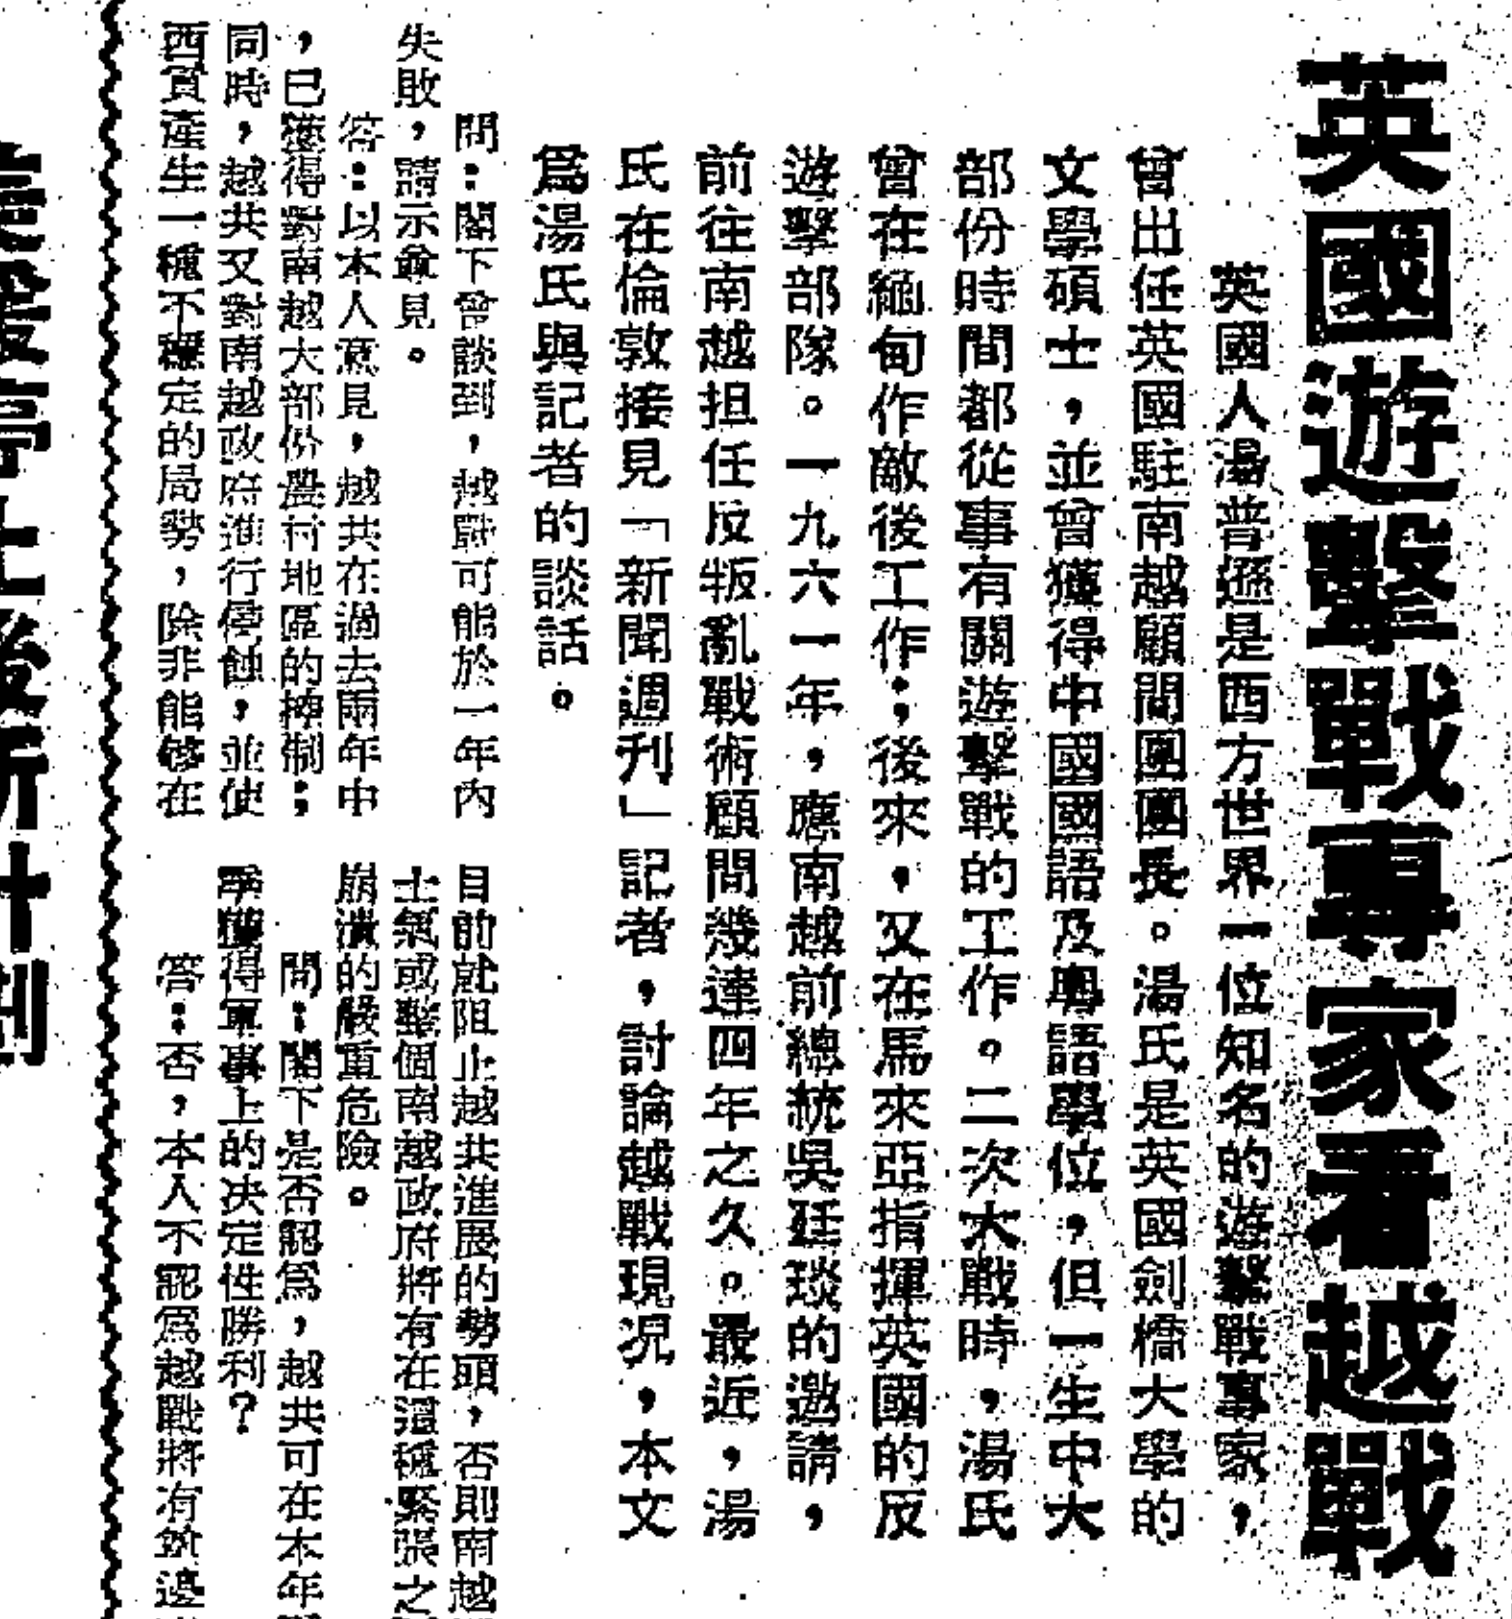 英國遊擊戰專家看越戰
英國人湯普遜是西方世界一位知名的遊擊戰專家，
曾出任英國駐南越顧問團團長。湯氏是英國劍橋大學的
文學碩士，並曾獲得中國國語及粵語學位，但一生中大
部份時間都從事有關遊擊戰的工作。二次大戰時，湯氏
曾在緬甸作敵後工作；後來，又在馬來亞指揮英國的反
遊擊部隊。一九六一年，應南越前總統吳廷琰的邀請，
前往南越担任反叛亂戰術顧問幾達四年之久。最近，湯
氏在倫敦接見「新聞週刊」記者，討論越戰現況，本文
爲湯氏與記者的談話。
問：閣下曾談到，越戰可能於一年內
失敗，請示意見。
答：以本人意見，越共在過去兩年中
，已獲得對南越大部份農村地區的控制；
同時，越共又對南越政府進行侵蝕，並使
西貢產生一種不穩定的局勢，除非能够在
目前就阻止越共進展的勢頭，否則南越
士氣或整個南越政府將有在這種緊張之
崩潰的嚴重危險。
問：閣下是否認爲，越共可在本年
季獲得軍事上的決定性勝利？
答：否，本人不認爲越戰將有
停止後新計劃